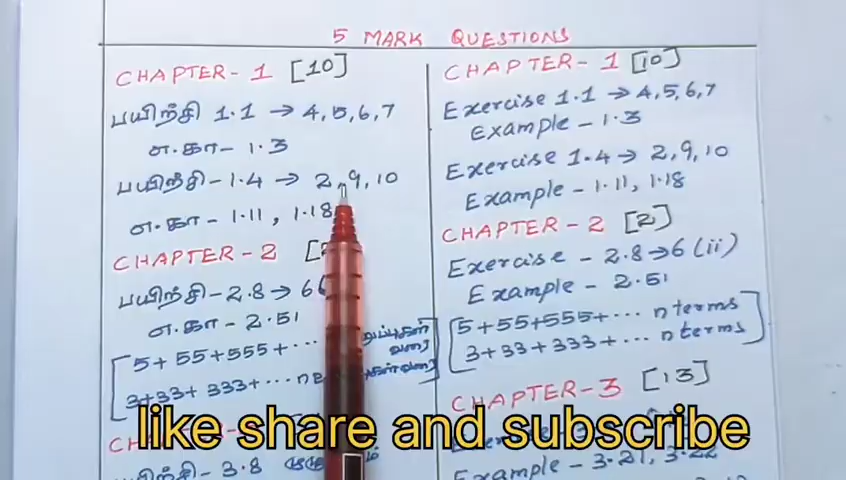 5 MARK QUESTIONS
CHAPTER-1 [10]
பயிற்சி 1.1 → 4,5,6,7
எ.கா - 1.3
பயிற்சி - 1.4 → 2,9,10
எ.கா - 1.11, 1.18
CHAPTER-2
பயிற்சி - 2.8 → 6(
எ.கா - 2.51
5+55+555+...
வரை
3+33+333+...
பயிற்சி - 3.8
CHAPTER-1 [10]
Exercise 1.1 → 4,5,6,7
Example - 1.3
Exercise 1.4 → 2,9,10
Example - 1.11, 1.18
CHAPTER-2 [2]
Exercise - 2.8 → 6(ii)
Example - 2.51
5+55+555+... n terms
3+33+333+... n terms
CHAPTER-3 [13]
Example - 3.21, 3.22
like share and subscribe